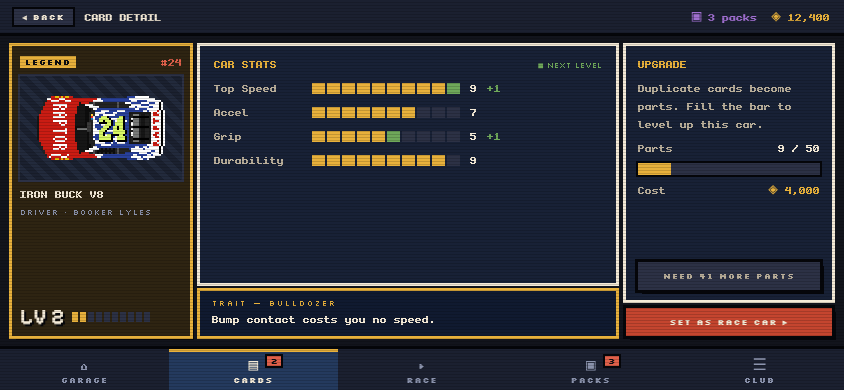 ◂ BACK
CARD DETAIL
3 packs
12,400
LEGEND
#24
RAPTOR
24
IRON BUCK V8
DRIVER · BOOKER LYLES
LV 2
CAR STATS
NEXT LEVEL
Top Speed 9 +1
Accel 7
Grip 5 +1
Durability 9
TRAIT — BULLDOZER
Bump contact costs you no speed.
UPGRADE
Duplicate cards become
parts. Fill the bar to
level up this car.
Parts 9 / 50
Cost 4,000
NEED 41 MORE PARTS
SET AS RACE CAR ▸
GARAGE
2
CARDS
RACE
3
PACKS
CLUB